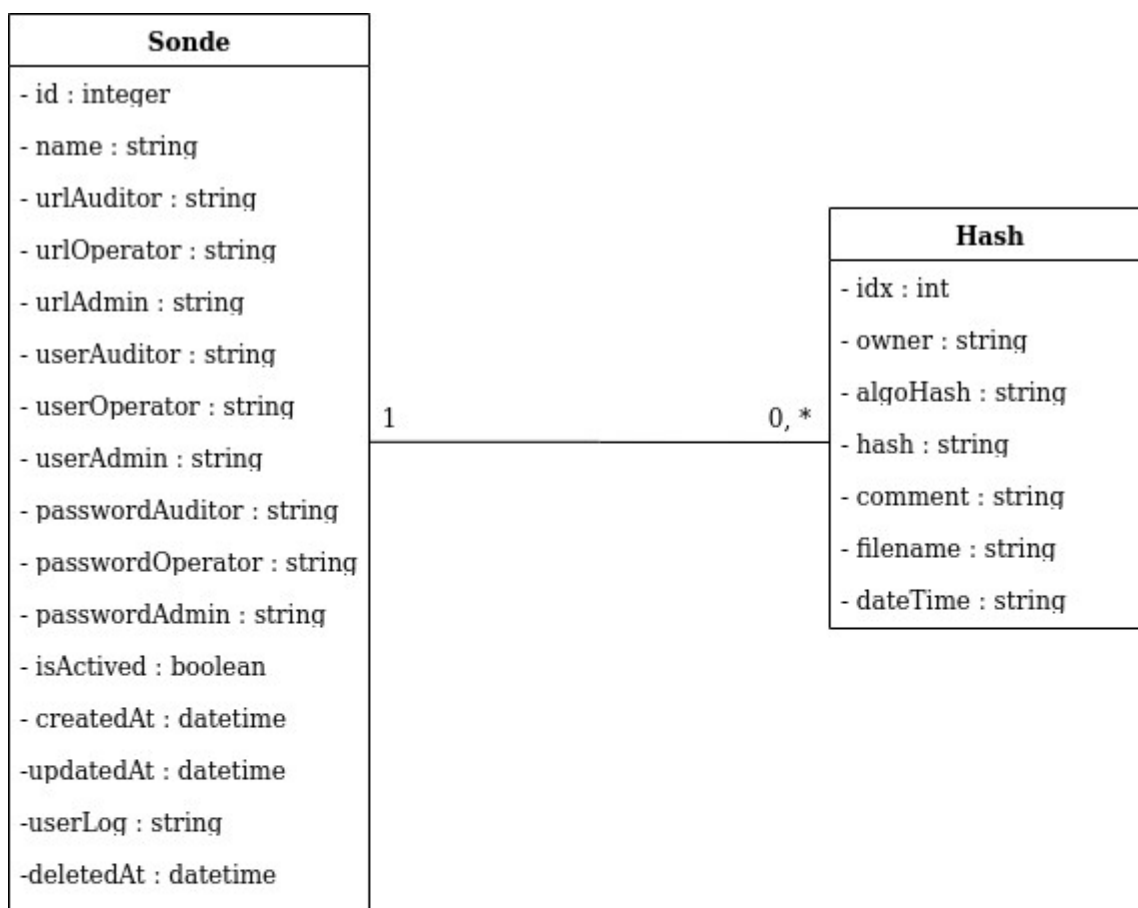 Sonde
- id : integer
- name : string
- urlAuditor : string
- urlOperator : string
- urlAdmin : string
- userAuditor : string
- userOperator : string
- userAdmin : string
- passwordAuditor : string
- passwordOperator : string
- passwordAdmin : string
- isActived : boolean
- createdAt : datetime
-updatedAt : datetime
-userLog : string
-deletedAt : datetime
1
0, *
Hash
- idx : int
- owner : string
- algoHash : string
- hash : string
- comment : string
- filename : string
- dateTime : string